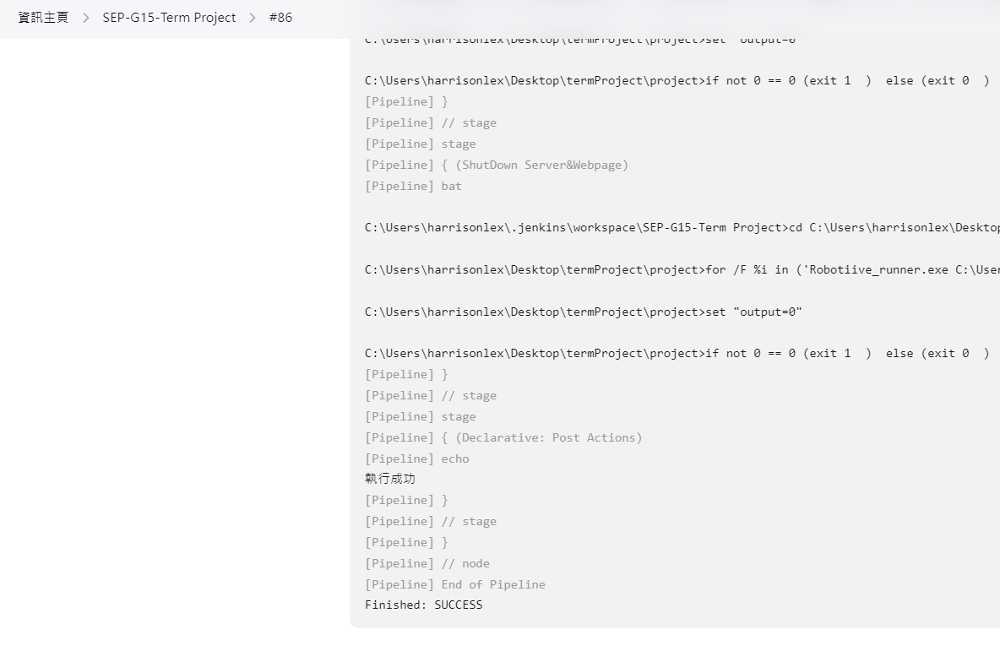 資訊主頁 > SEP-G15-Term Project > #86
C:\Users\harrisonlex\Desktop\termProject\project>set "output=0"
C:\Users\harrisonlex\Desktop\termProject\project>if not 0 == 0 (exit 1  )  else (exit 0  )
[Pipeline] }
[Pipeline] // stage
[Pipeline] stage
[Pipeline] { (ShutDown Server&Webpage)
[Pipeline] bat
C:\Users\harrisonlex\.jenkins\workspace\SEP-G15-Term Project>cd C:\Users\harrisonlex\Desktop
C:\Users\harrisonlex\Desktop\termProject\project>for /F %i in ('Robotiive_runner.exe C:\User
C:\Users\harrisonlex\Desktop\termProject\project>set "output=0"
C:\Users\harrisonlex\Desktop\termProject\project>if not 0 == 0 (exit 1  )  else (exit 0  )
[Pipeline] }
[Pipeline] // stage
[Pipeline] stage
[Pipeline] { (Declarative: Post Actions)
[Pipeline] echo
執行成功
[Pipeline] }
[Pipeline] // stage
[Pipeline] }
[Pipeline] // node
[Pipeline] End of Pipeline
Finished: SUCCESS